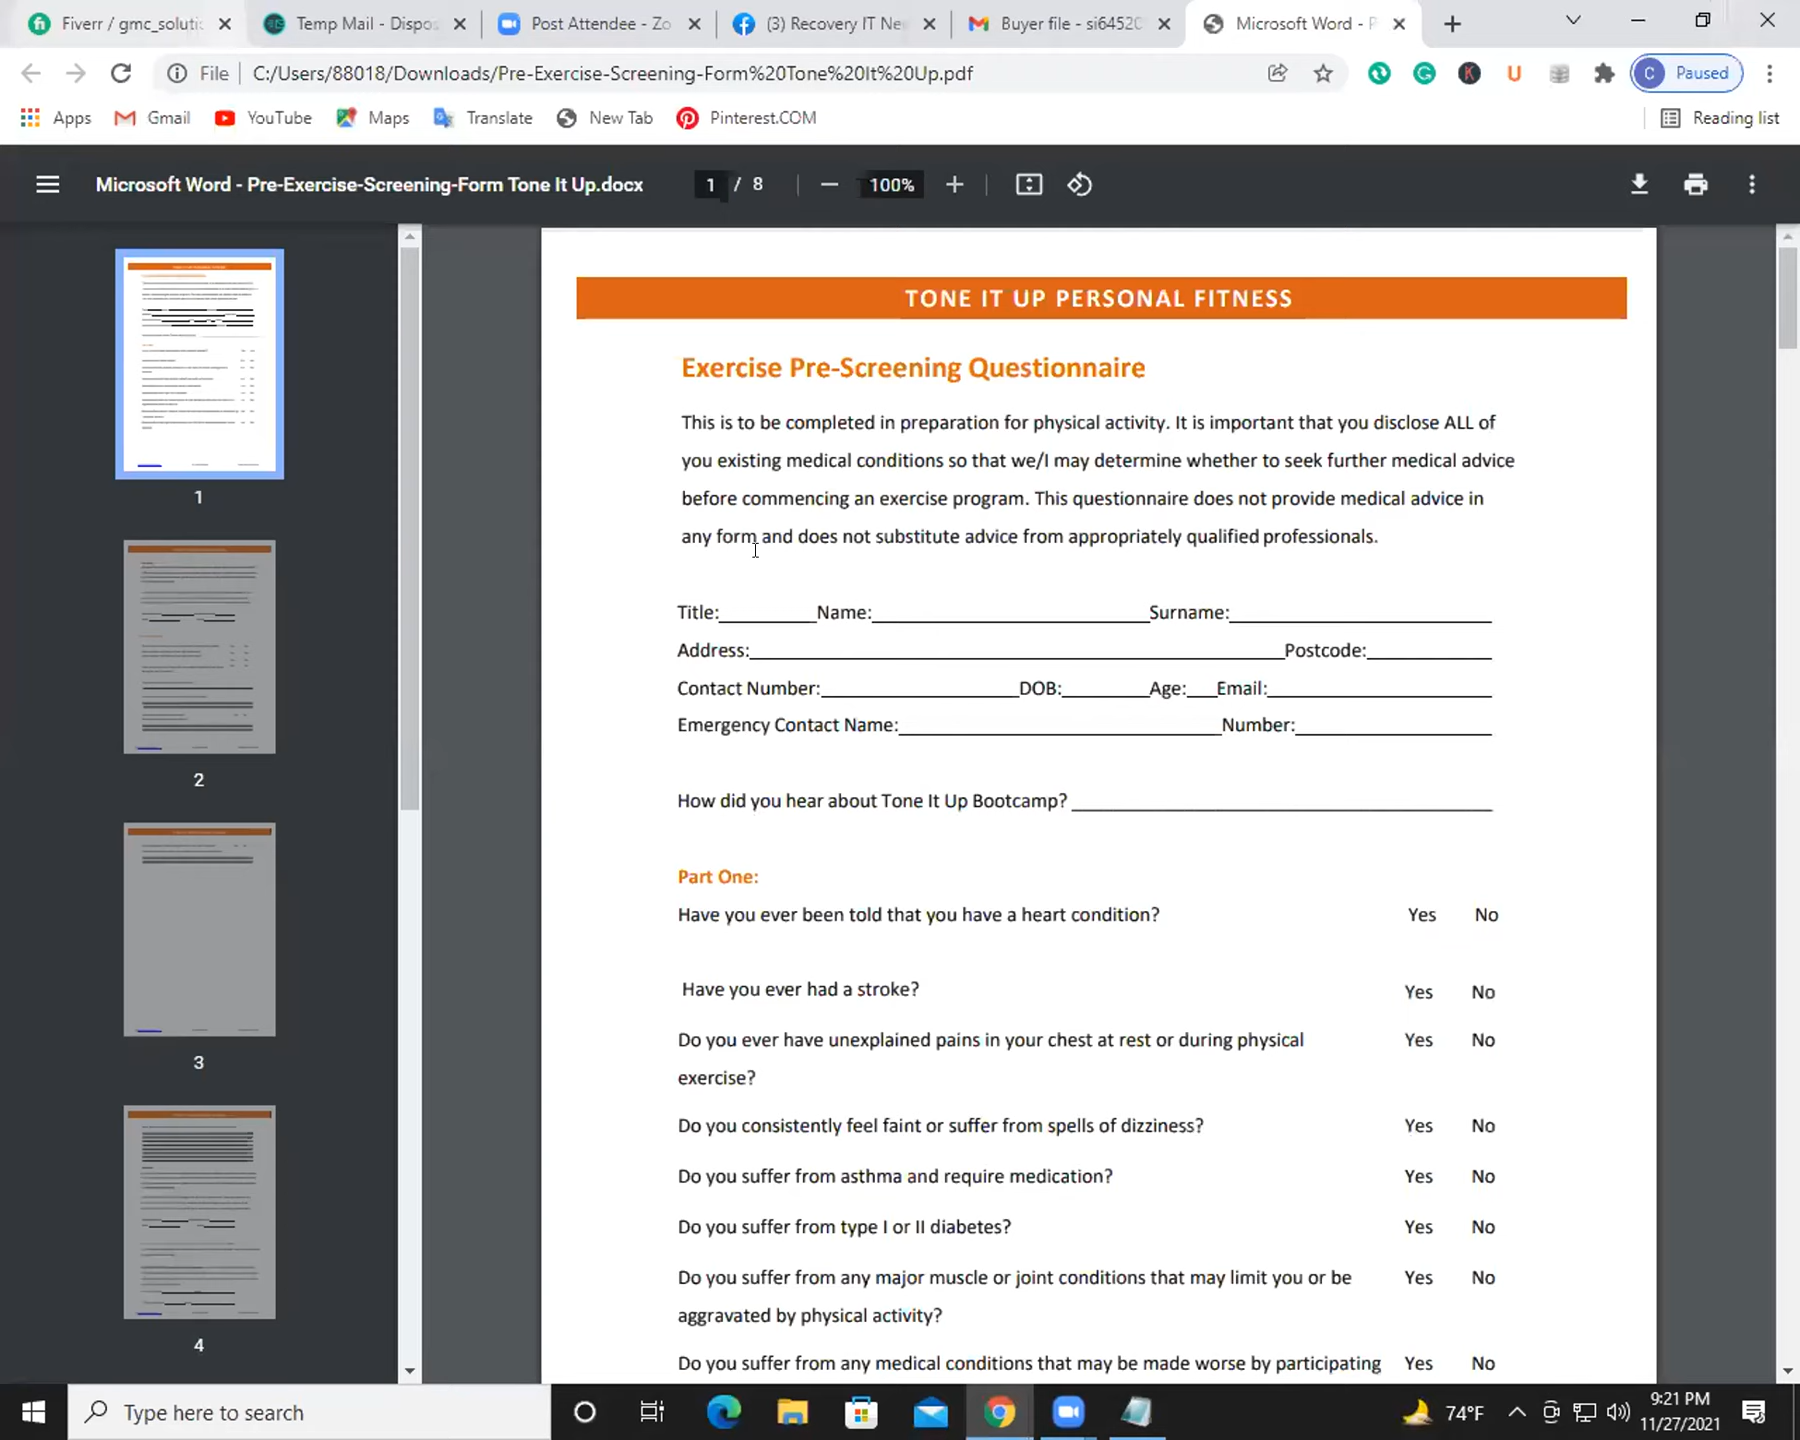 Fiverr / gmc_soluti
Temp Mail - Dispos
Post Attendee - Zo
(3) Recovery IT Ne
Buyer file - si6452
Microsoft Word - P
File
C:/Users/88018/Downloads/Pre-Exercise-Screening-Form%20Tone%20It%20Up.pdf
C Paused
Apps
Gmail
YouTube
Maps
Translate
New Tab
Pinterest.COM
Reading list
Microsoft Word - Pre-Exercise-Screening-Form Tone It Up.docx
1 / 8
100%
1
2
3
4
TONE IT UP PERSONAL FITNESS
Exercise Pre-Screening Questionnaire
This is to be completed in preparation for physical activity. It is important that you disclose ALL of
you existing medical conditions so that we/I may determine whether to seek further medical advice
before commencing an exercise program. This questionnaire does not provide medical advice in
any form and does not substitute advice from appropriately qualified professionals.
Title:__________Name:____________________________Surname:__________________________
Address:______________________________________________________Postcode:____________
Contact Number:____________________DOB:_________Age:___Email:______________________
Emergency Contact Name:________________________________Number:___________________
How did you hear about Tone It Up Bootcamp? __________________________________________
Part One:
Have you ever been told that you have a heart condition? Yes No
Have you ever had a stroke? Yes No
Do you ever have unexplained pains in your chest at rest or during physical Yes No
exercise?
Do you consistently feel faint or suffer from spells of dizziness? Yes No
Do you suffer from asthma and require medication? Yes No
Do you suffer from type I or II diabetes? Yes No
Do you suffer from any major muscle or joint conditions that may limit you or be Yes No
aggravated by physical activity?
Do you suffer from any medical conditions that may be made worse by participating Yes No
Type here to search
74°F
9:21 PM
11/27/2021